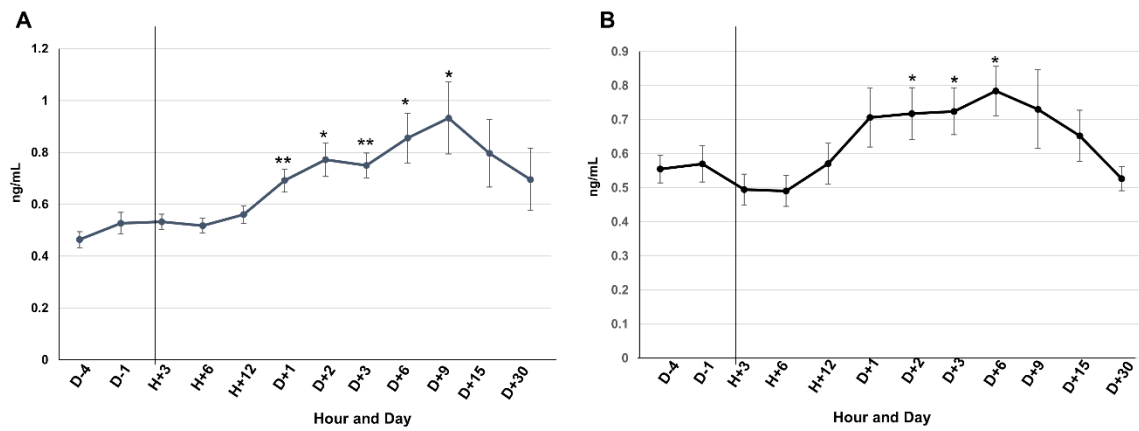 A
1.2
1
0.8
0.6
0.4
0.2
0
ng/mL
** * ** * *
D-4 D-1 H+3 H+6 H+12 D+1 D+2 D+3 D+6 D+9 D+15 D+30
Hour and Day
B
0.9
0.8
0.7
0.6
0.5
0.4
0.3
0.2
0.1
0
ng/mL
* * *
D-4 D-1 H+3 H+6 H+12 D+1 D+2 D+3 D+6 D+9 D+15 D+30
Hour and Day